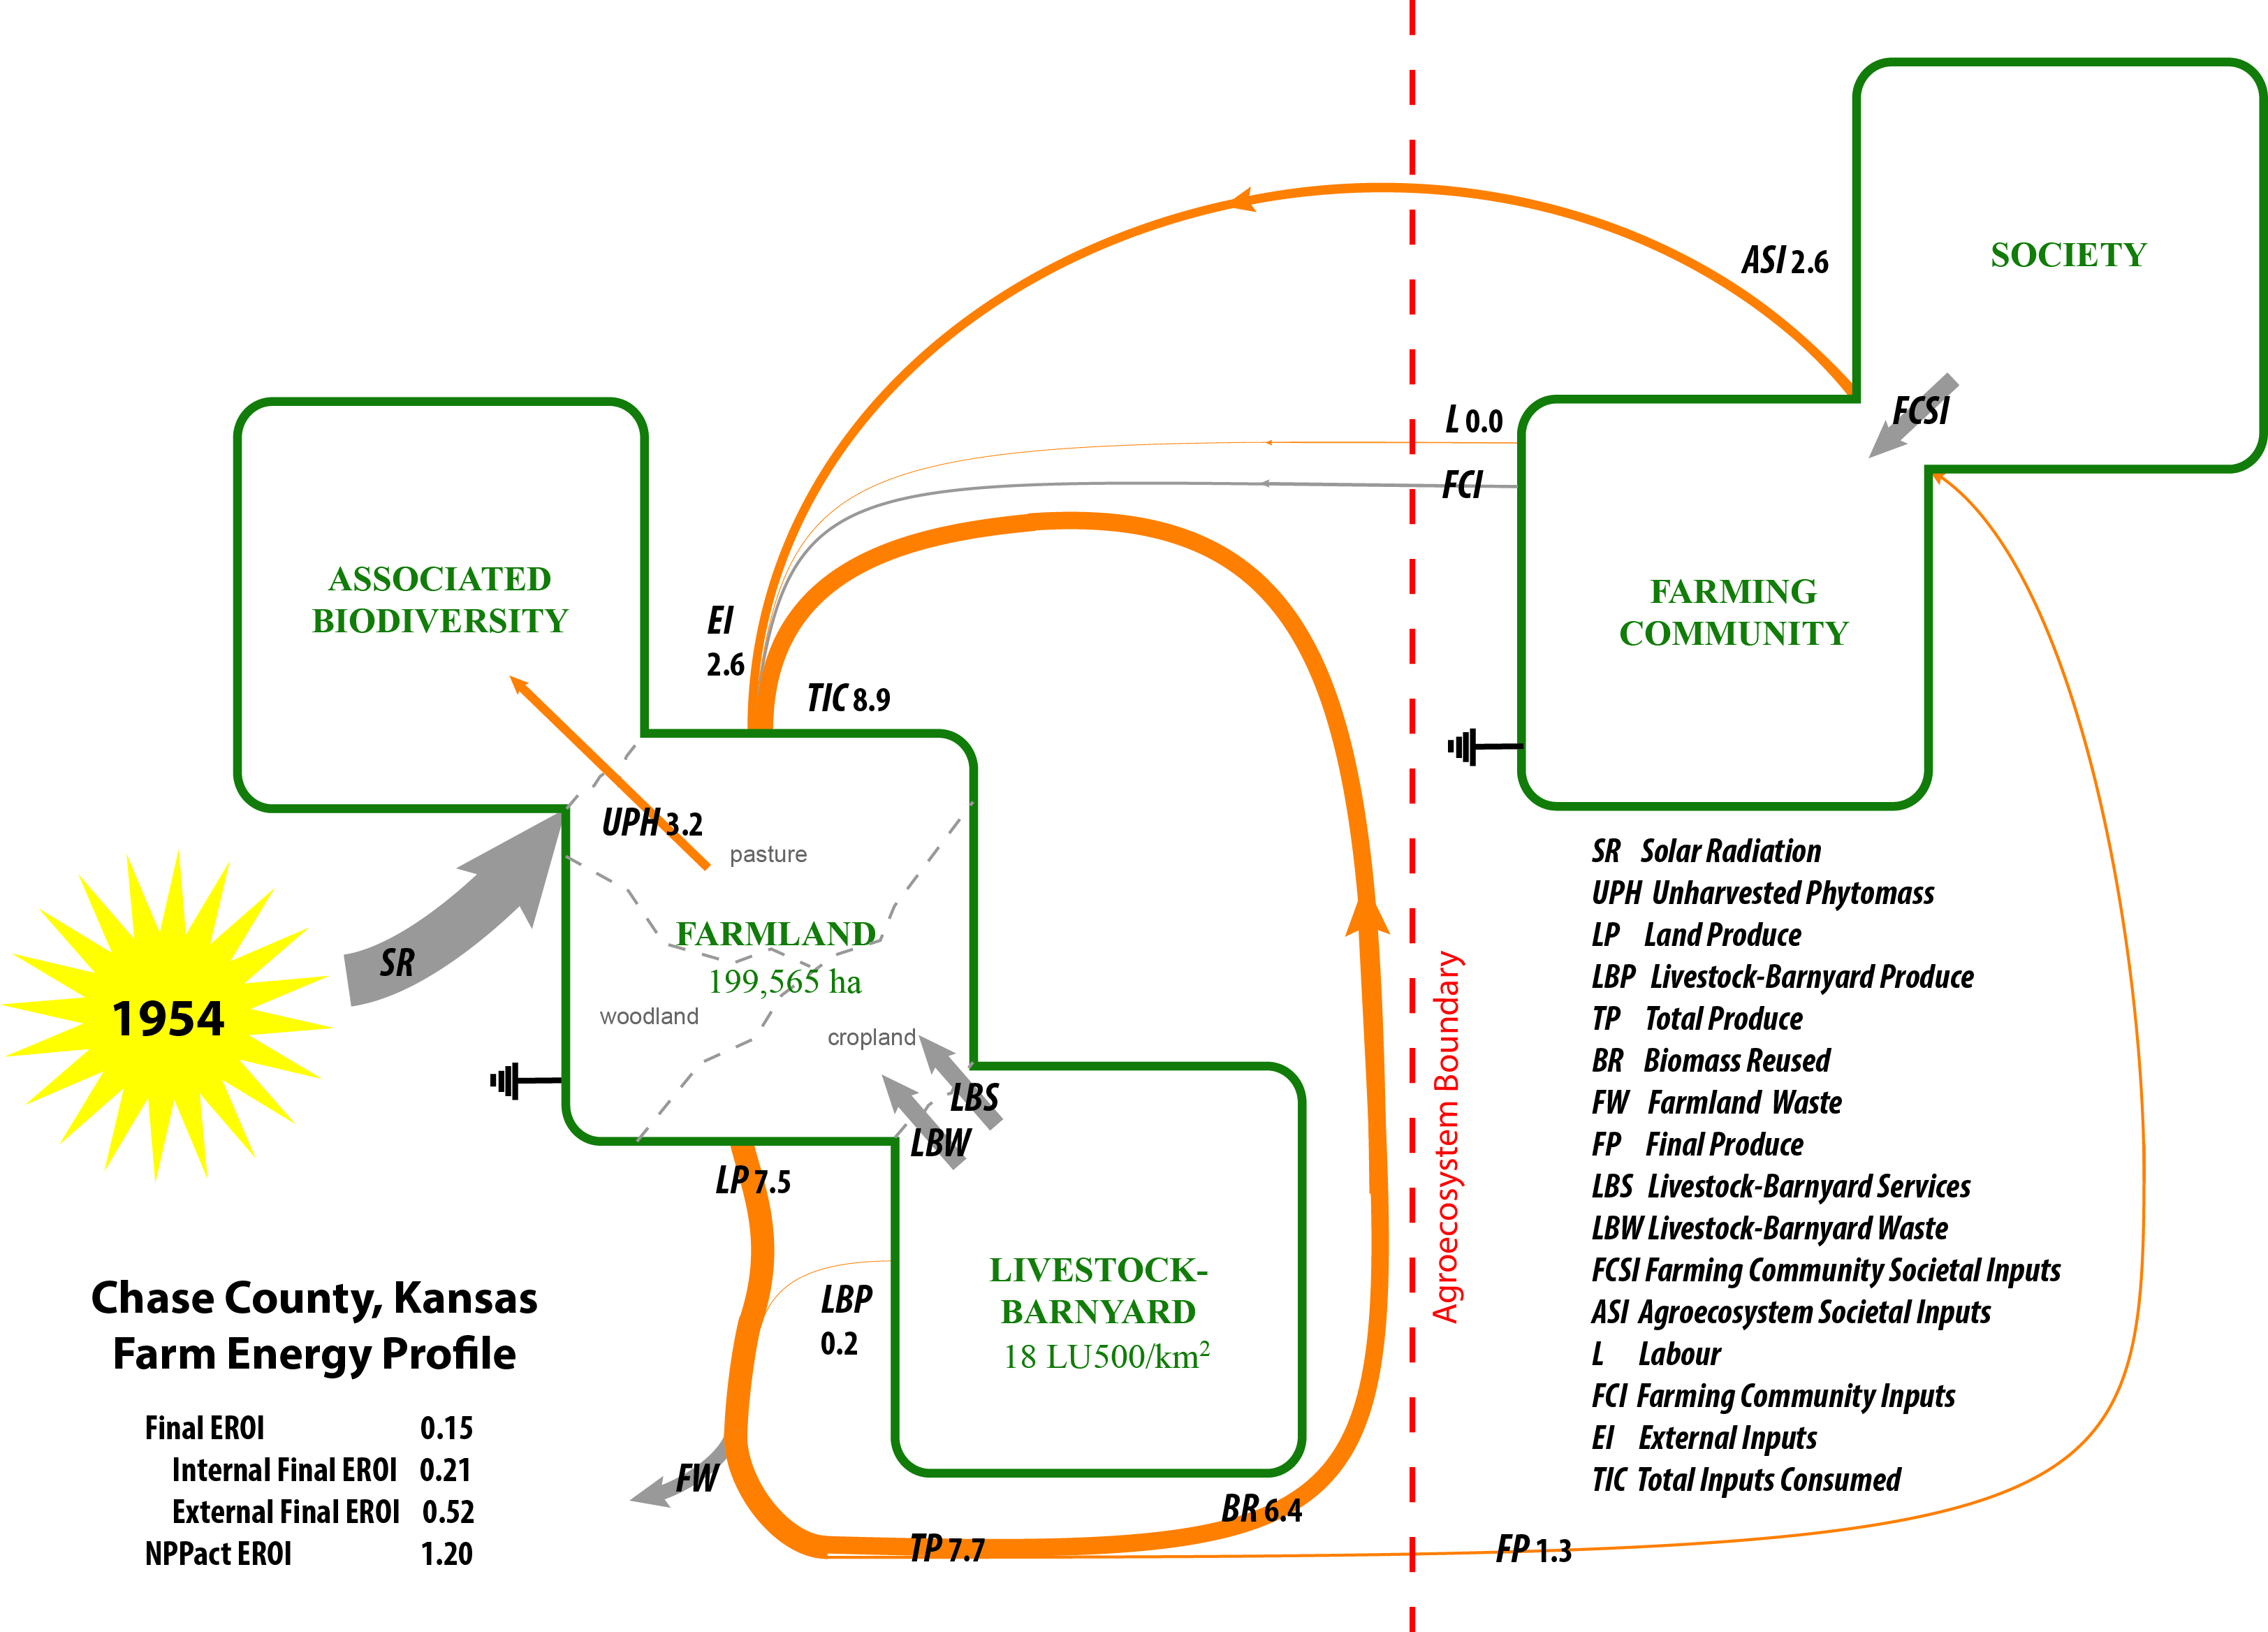 SOCIETY
ASI 2.6
FCSI
L 0.0
FCI
ASSOCIATED
BIODIVERSITY
FARMING
COMMUNITY
EI
2.6
TIC 8.9
UPH 3.2
pasture
FARMLAND
199,565 ha
woodland
cropland
SR
1954
LBS
LBW
Agroecosystem Boundary
LP 7.5
LBP
0.2
LIVESTOCK-
BARNYARD
18 LU500/km²
FW
BR 6.4
TP 7.7
FP 1.3
SR Solar Radiation
UPH Unharvested Phytomass
LP Land Produce
LBP Livestock-Barnyard Produce
TP Total Produce
BR Biomass Reused
FW Farmland Waste
FP Final Produce
LBS Livestock-Barnyard Services
LBW Livestock-Barnyard Waste
FCSI Farming Community Societal Inputs
ASI Agroecosystem Societal Inputs
L Labour
FCI Farming Community Inputs
EI External Inputs
TIC Total Inputs Consumed
Chase County, Kansas
Farm Energy Profile
Final EROI 0.15
Internal Final EROI 0.21
External Final EROI 0.52
NPPact EROI 1.20